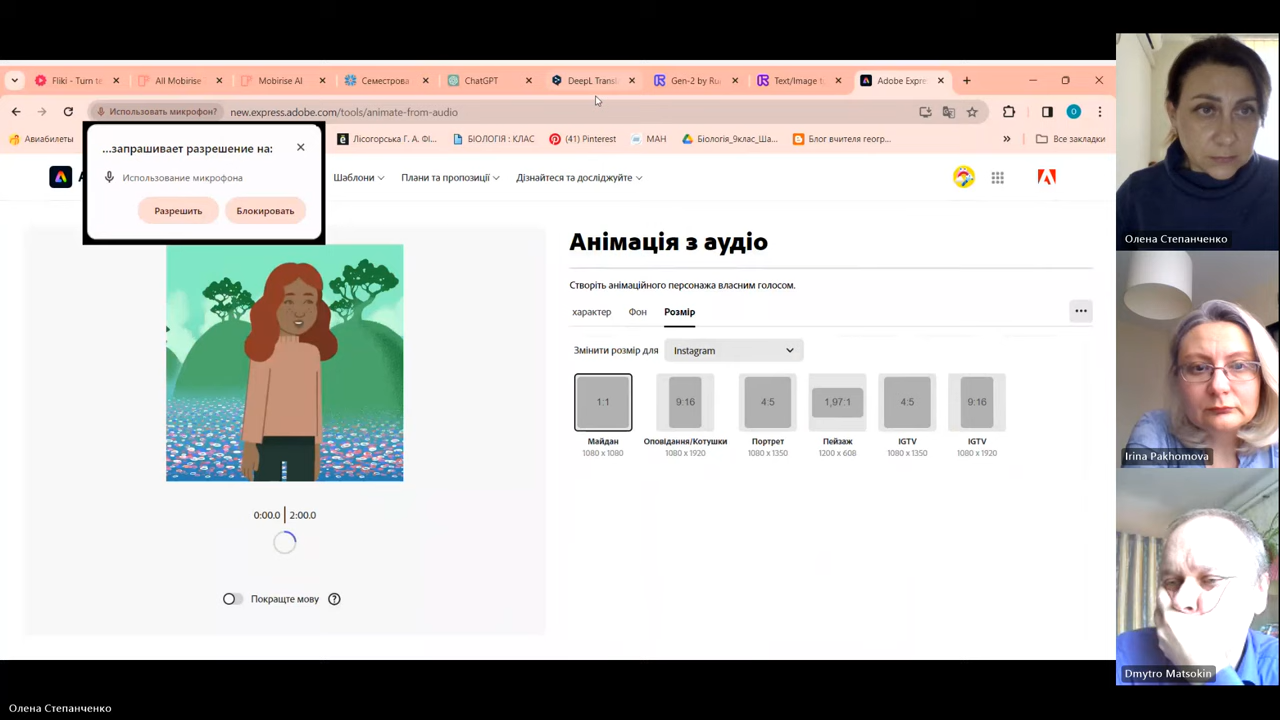 Fliki - Turn te
All Mobirise
Mobirise AI
Семестрова
ChatGPT
DeepL Transl
Gen-2 by Ru
Text/Image t
Adobe Expre
Использовать микрофон?
new.express.adobe.com/tools/animate-from-audio
Авиабилеты
Лісогорська Г. А. ФІ...
БІОЛОГІЯ : КЛАС
(41) Pinterest
МАН
Біологія_9клас_Ша...
Блог вчителя геогр...
Все закладки
...запрашивает разрешение на:
Использование микрофона
Разрешить
Блокировать
Шаблони
Плани та пропозиції
Дізнайтеся та досліджуйте
Анімація з аудіо
Створіть анімаційного персонажа власним голосом.
характер
Фон
Розмір
Змінити розмір для
Instagram
1:1
9:16
4:5
1,97:1
4:5
9:16
Майдан
Оповідання/Котушки
Портрет
Пейзаж
IGTV
IGTV
1080 x 1080
1080 x 1920
1080 x 1350
1200 x 608
1080 x 1350
1080 x 1920
0:00.0
2:00.0
Покращте мову
Олена Степанченко
Irina Pakhomova
Dmytro Matsokin
Олена Степанченко